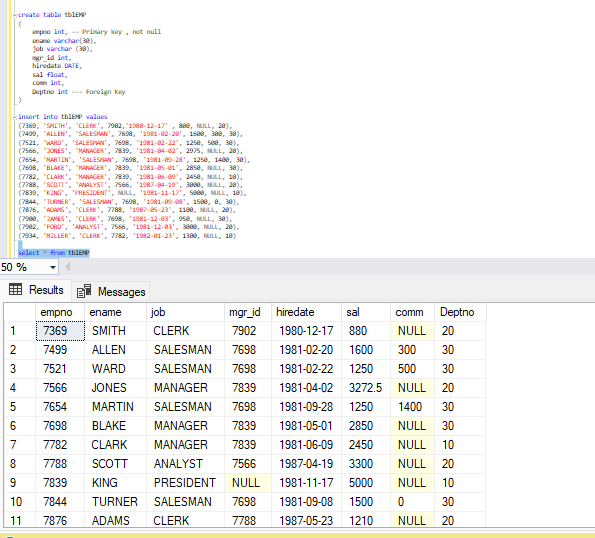 create table tblEMP
(
empno int, -- Primary key , not null
ename varchar(30),
job varchar (30),
mgr_id int,
hiredate DATE,
sal float,
comm int,
Deptno int --- Foreign Key
)
insert into tblEMP values
(7369, 'SMITH', 'CLERK', 7902,'1980-12-17' , 800, NULL, 20),
(7499, 'ALLEN', 'SALESMAN', 7698, '1981-02-20', 1600, 300, 30),
(7521, 'WARD', 'SALESMAN', 7698, '1981-02-22', 1250, 500, 30),
(7566, 'JONES', 'MANAGER', 7839, '1981-04-02', 2975, NULL, 20),
(7654, 'MARTIN', 'SALESMAN', 7698, '1981-09-28', 1250, 1400, 30),
(7698, 'BLAKE', 'MANAGER', 7839, '1981-05-01', 2850, NULL, 30),
(7782, 'CLARK', 'MANAGER', 7839, '1981-06-09', 2450, NULL, 10),
(7788, 'SCOTT', 'ANALYST', 7566, '1987-04-19', 3000, NULL, 20),
(7839, 'KING', 'PRESIDENT', NULL, '1981-11-17', 5000, NULL, 10),
(7844, 'TURNER', 'SALESMAN', 7698, '1981-09-08', 1500, 0, 30),
(7876, 'ADAMS', 'CLERK', 7788, '1987-05-23', 1100, NULL, 20),
(7900, 'JAMES', 'CLERK', 7698, '1981-12-03', 950, NULL, 30),
(7902, 'FORD', 'ANALYST', 7566, '1981-12-03', 3000, NULL, 20),
(7934, 'MILLER', 'CLERK', 7782, '1982-01-23', 1300, NULL, 10)
select * from tblEMP
50 %
Results Messages
empno ename job mgr_id hiredate sal comm Deptno
1 7369 SMITH CLERK 7902 1980-12-17 880 NULL 20
2 7499 ALLEN SALESMAN 7698 1981-02-20 1600 300 30
3 7521 WARD SALESMAN 7698 1981-02-22 1250 500 30
4 7566 JONES MANAGER 7839 1981-04-02 3272.5 NULL 20
5 7654 MARTIN SALESMAN 7698 1981-09-28 1250 1400 30
6 7698 BLAKE MANAGER 7839 1981-05-01 2850 NULL 30
7 7782 CLARK MANAGER 7839 1981-06-09 2450 NULL 10
8 7788 SCOTT ANALYST 7566 1987-04-19 3300 NULL 20
9 7839 KING PRESIDENT NULL 1981-11-17 5000 NULL 10
10 7844 TURNER SALESMAN 7698 1981-09-08 1500 0 30
11 7876 ADAMS CLERK 7788 1987-05-23 1210 NULL 20